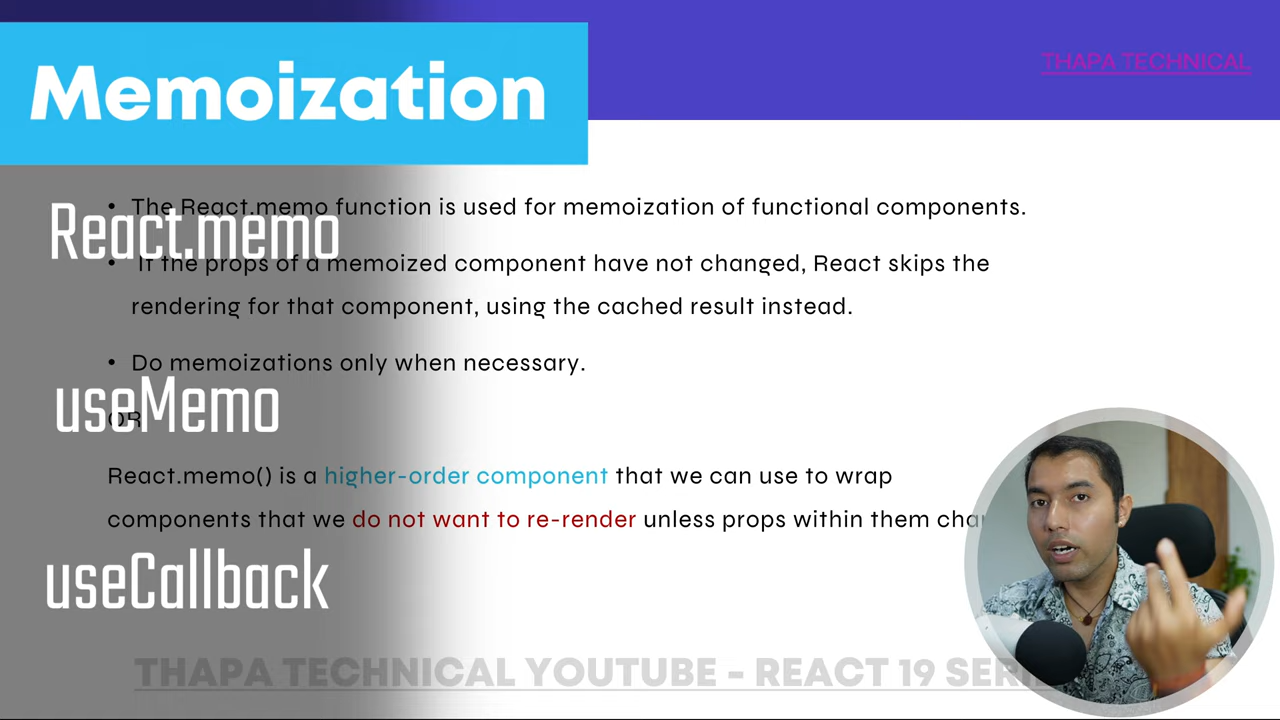 Memoization
THAPA TECHNICAL
• The React.memo function is used for memoization of functional components.
React.memo
• If the props of a memoized component have not changed, React skips the
rendering for that component, using the cached result instead.
• Do memoizations only when necessary.
useMemo
OR
React.memo() is a higher-order component that we can use to wrap
components that we do not want to re-render unless props within them cha
useCallback
THAPA TECHNICAL YOUTUBE - REACT 19 SERI